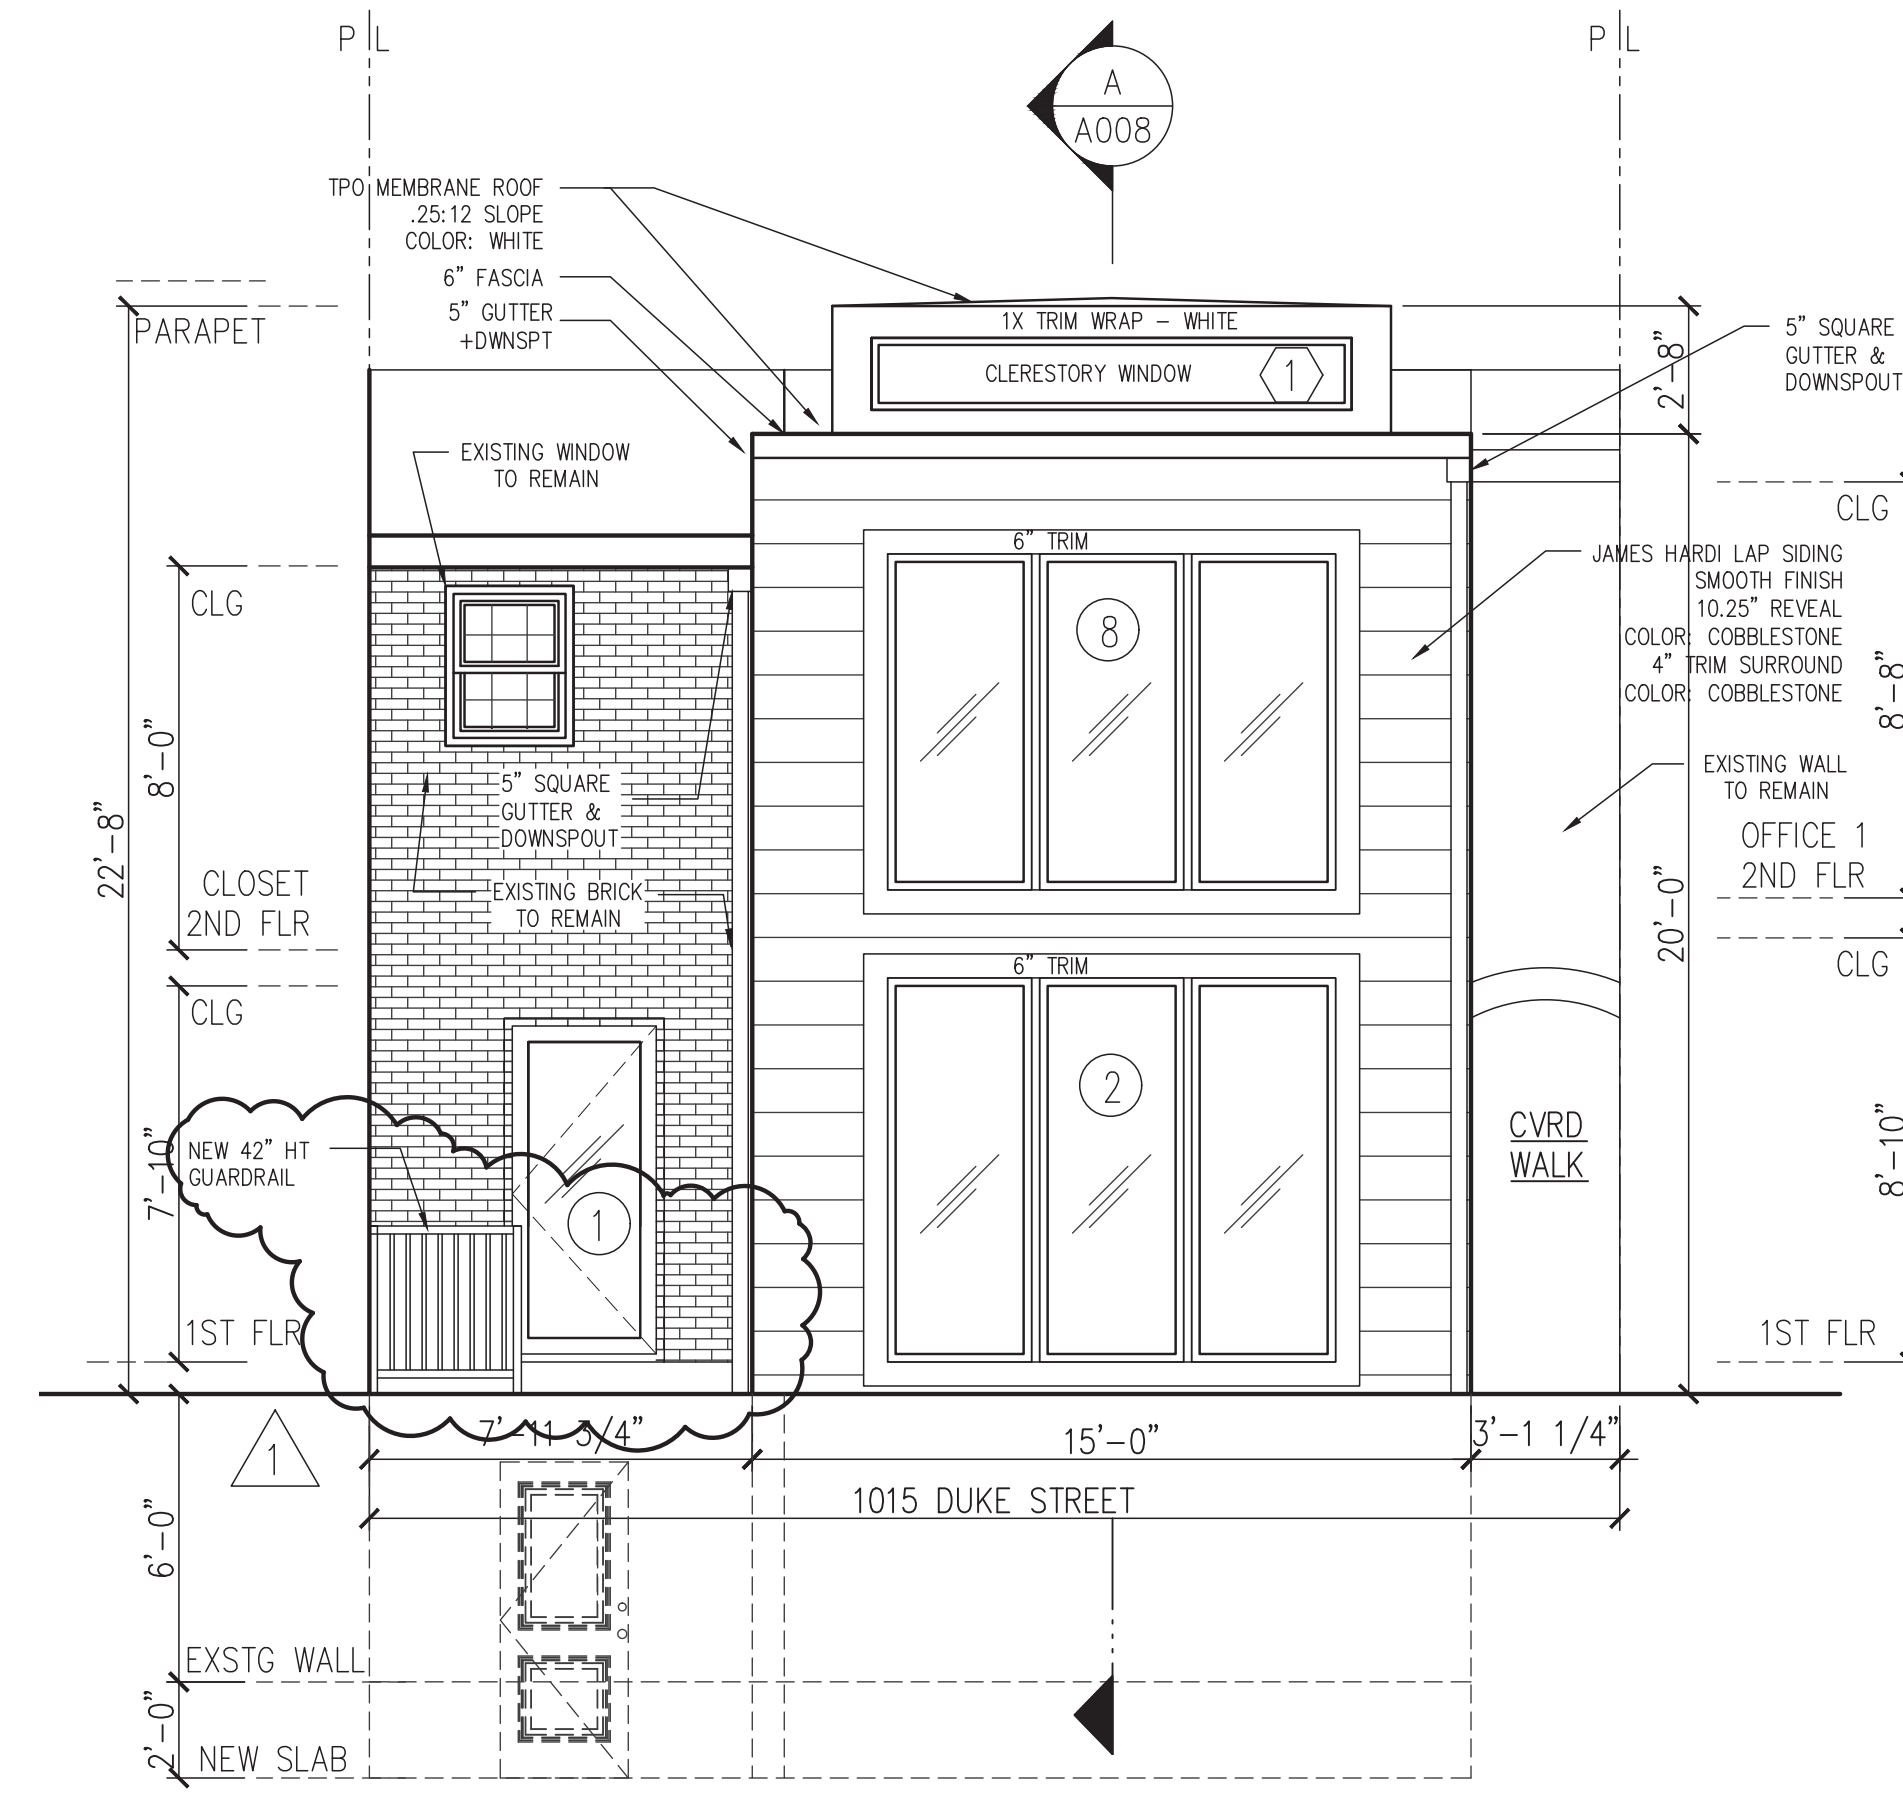 P L
P L
A
A008
TPO MEMBRANE ROOF
.25:12 SLOPE
COLOR: WHITE
6" FASCIA
5" GUTTER
+DWNSPT
PARAPET
1X TRIM WRAP – WHITE
CLERESTORY WINDOW
1
2'-8"
5" SQUARE
GUTTER &
DOWNSPOUT
EXISTING WINDOW
TO REMAIN
CLG
CLG
6" TRIM
8
JAMES HARDI LAP SIDING
SMOOTH FINISH
10.25" REVEAL
COLOR: COBBLESTONE
4" TRIM SURROUND
COLOR: COBBLESTONE
8'-8"
8'-0"
22'-8"
5" SQUARE
GUTTER &
DOWNSPOUT
EXISTING WALL
TO REMAIN
OFFICE 1
2ND FLR
CLOSET
2ND FLR
EXISTING BRICK
TO REMAIN
20'-0"
CLG
CLG
6" TRIM
2
CVRD
WALK
8'-10"
7'-10"
NEW 42" HT
GUARDRAIL
1
1ST FLR
1ST FLR
1
7'-11 3/4"
15'-0"
3'-1 1/4"
1015 DUKE STREET
6'-0"
EXSTG WALL
2'-0"
NEW SLAB